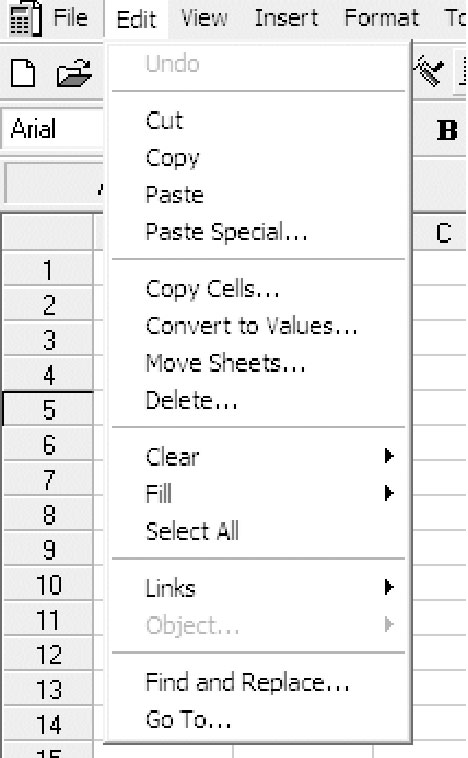 File Edit View Insert Format To
Undo
Cut
Arial
B
Copy
Paste
Paste Special...
C
1
Copy Cells...
2
Convert to Values...
3
Move Sheets...
4
Delete...
5
6
Clear
7
Fill
8
Select All
9
10
Links
11
Object...
12
13
Find and Replace...
14
Go To...
15